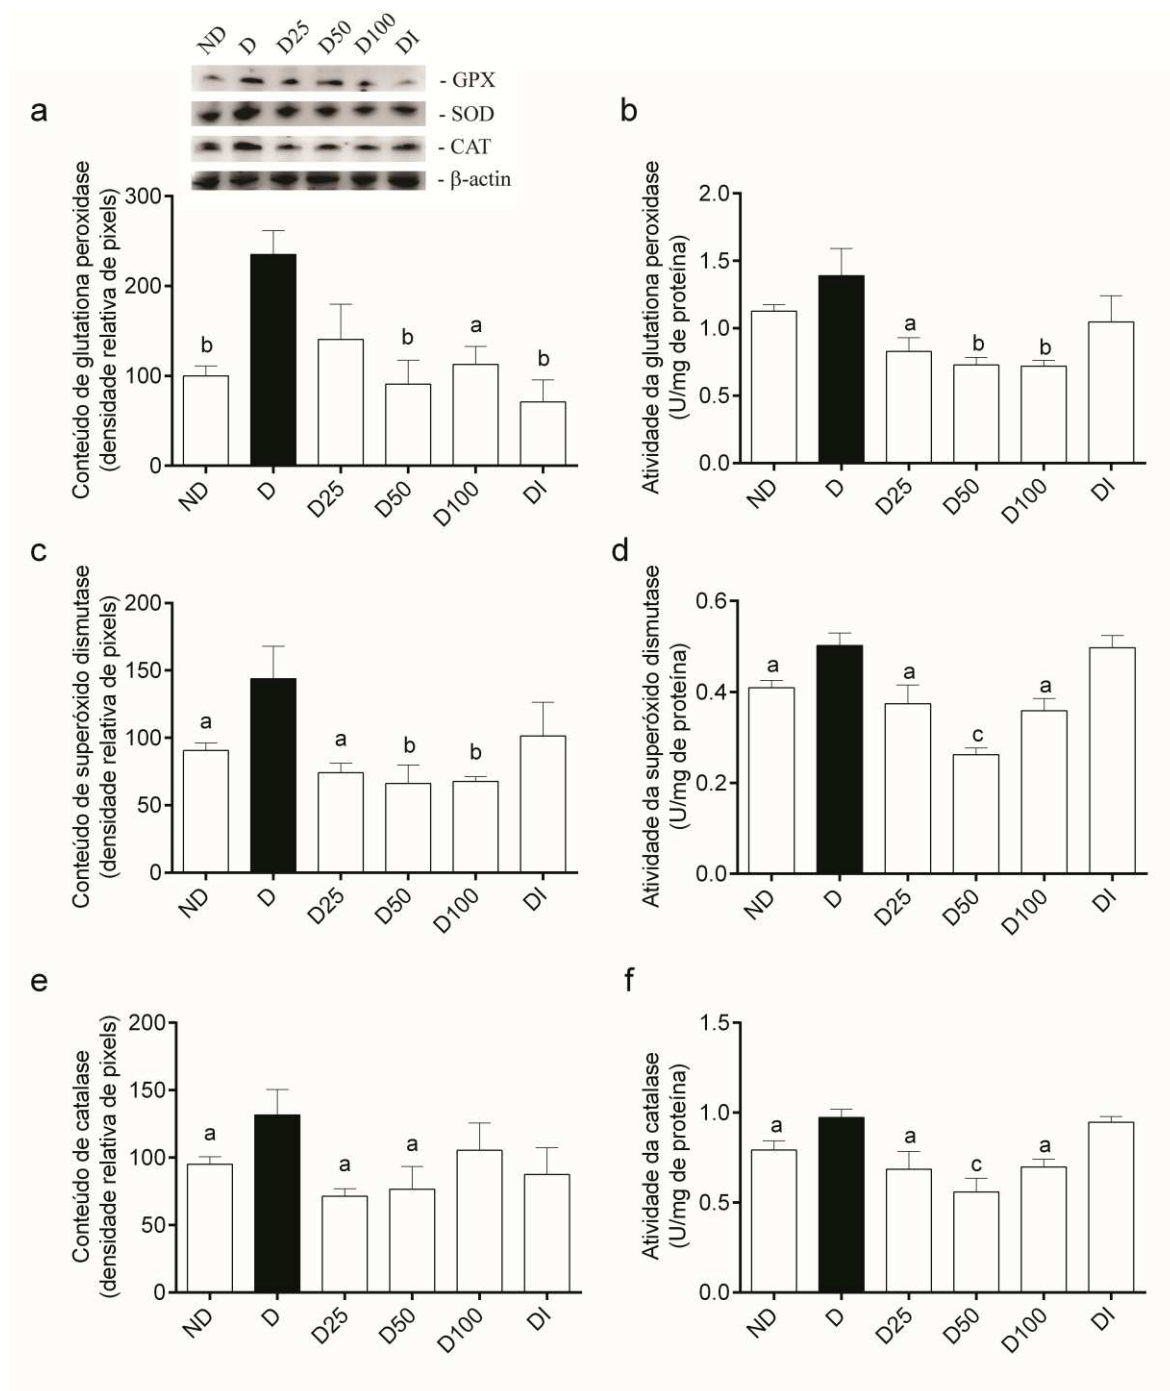 ND D D25 D50 D100 DI
- GPX
- SOD
- CAT
- β-actin
a
Conteúdo de glutationa peroxidase
(densidade relativa de pixels)
300
200
100
0
b
b
a
b
ND D D25 D50 D100 DI
b
Atividade da glutationa peroxidase
(U/mg de proteína)
2.0
1.5
1.0
0.5
0.0
a
b
b
ND D D25 D50 D100 DI
c
Conteúdo de superóxido dismutase
(densidade relative de pixels)
200
150
100
50
0
a
a
b
b
ND D D25 D50 D100 DI
d
Atividade da superóxido dismutase
(U/mg de proteína)
0.6
0.4
0.2
0.0
a
a
c
a
ND D D25 D50 D100 DI
e
Conteúdo de catalase
(densidade relativa de pixels)
200
150
100
50
0
a
a
a
ND D D25 D50 D100 DI
f
Atividade da catalase
(U/mg de proteína)
1.5
1.0
0.5
0.0
a
a
c
a
ND D D25 D50 D100 DI